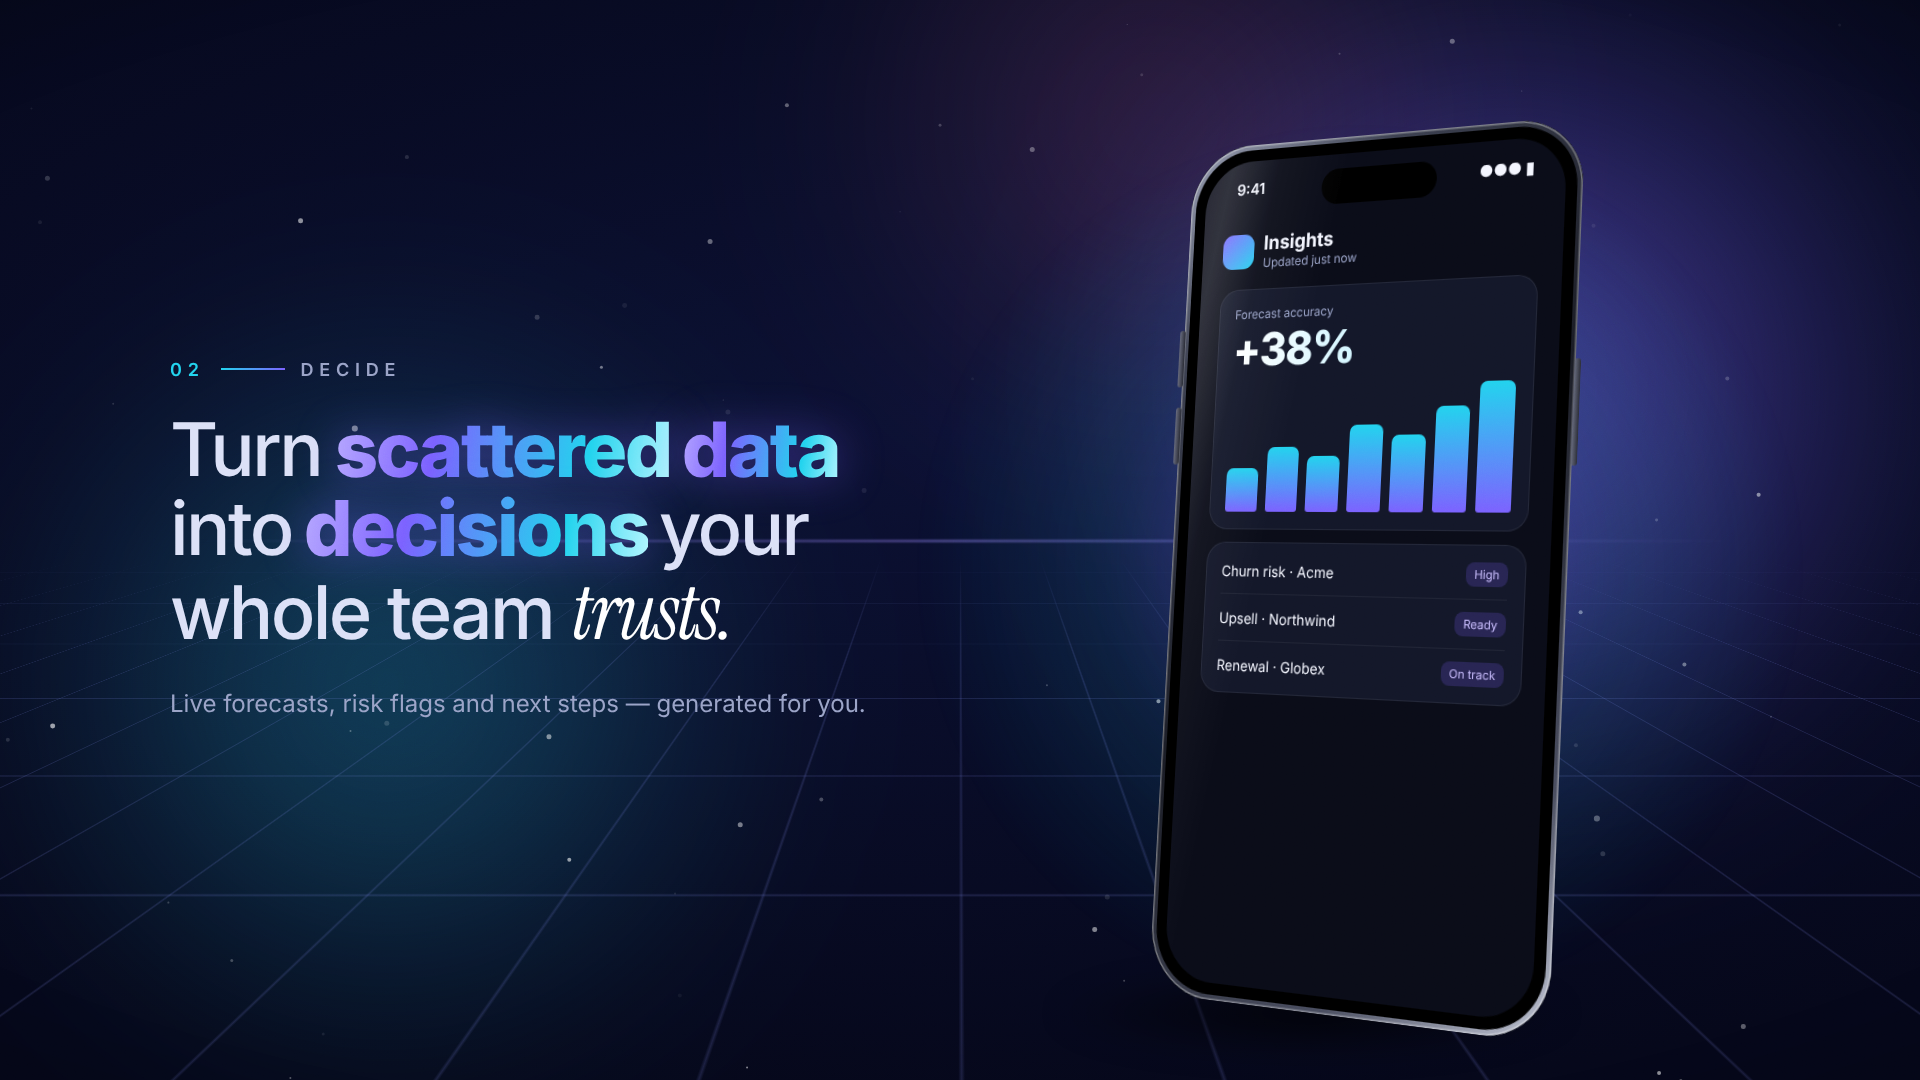 02 DECIDE
Turn scattered data
into decisions your
whole team trusts.
Live forecasts, risk flags and next steps — generated for you.
9:41
Insights
Updated just now
Forecast accuracy
+38%
Churn risk · Acme High
Upsell · Northwind Ready
Renewal · Globex On track